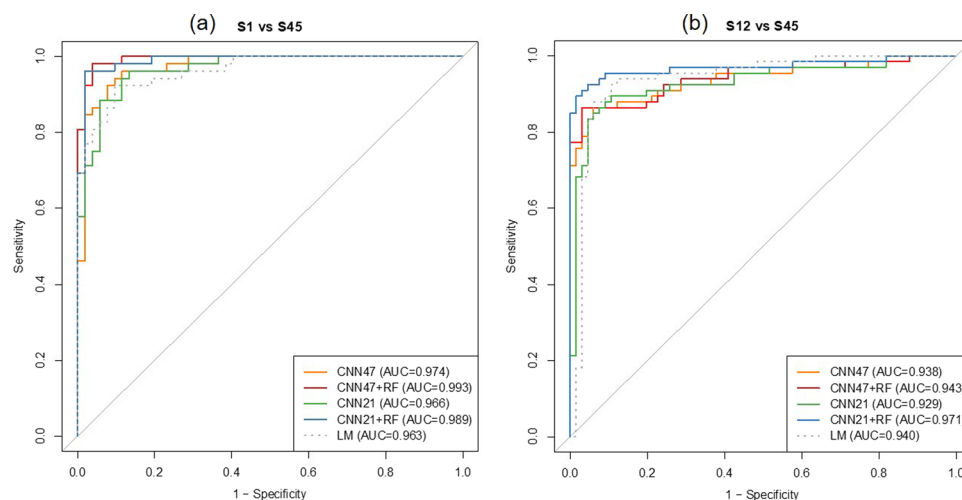 (a)
S1 vs S45
Sensitivity
0.0
0.2
0.4
0.6
0.8
1.0
0.0
0.2
0.4
0.6
0.8
1.0
1 − Specificity
CNN47 (AUC=0.974)
CNN47+RF (AUC=0.993)
CNN21 (AUC=0.966)
CNN21+RF (AUC=0.989)
LM (AUC=0.963)
(b)
S12 vs S45
Sensitivity
0.0
0.2
0.4
0.6
0.8
1.0
0.0
0.2
0.4
0.6
0.8
1.0
1 − Specificity
CNN47 (AUC=0.938)
CNN47+RF (AUC=0.943
CNN21 (AUC=0.929)
CNN21+RF (AUC=0.971)
LM (AUC=0.940)